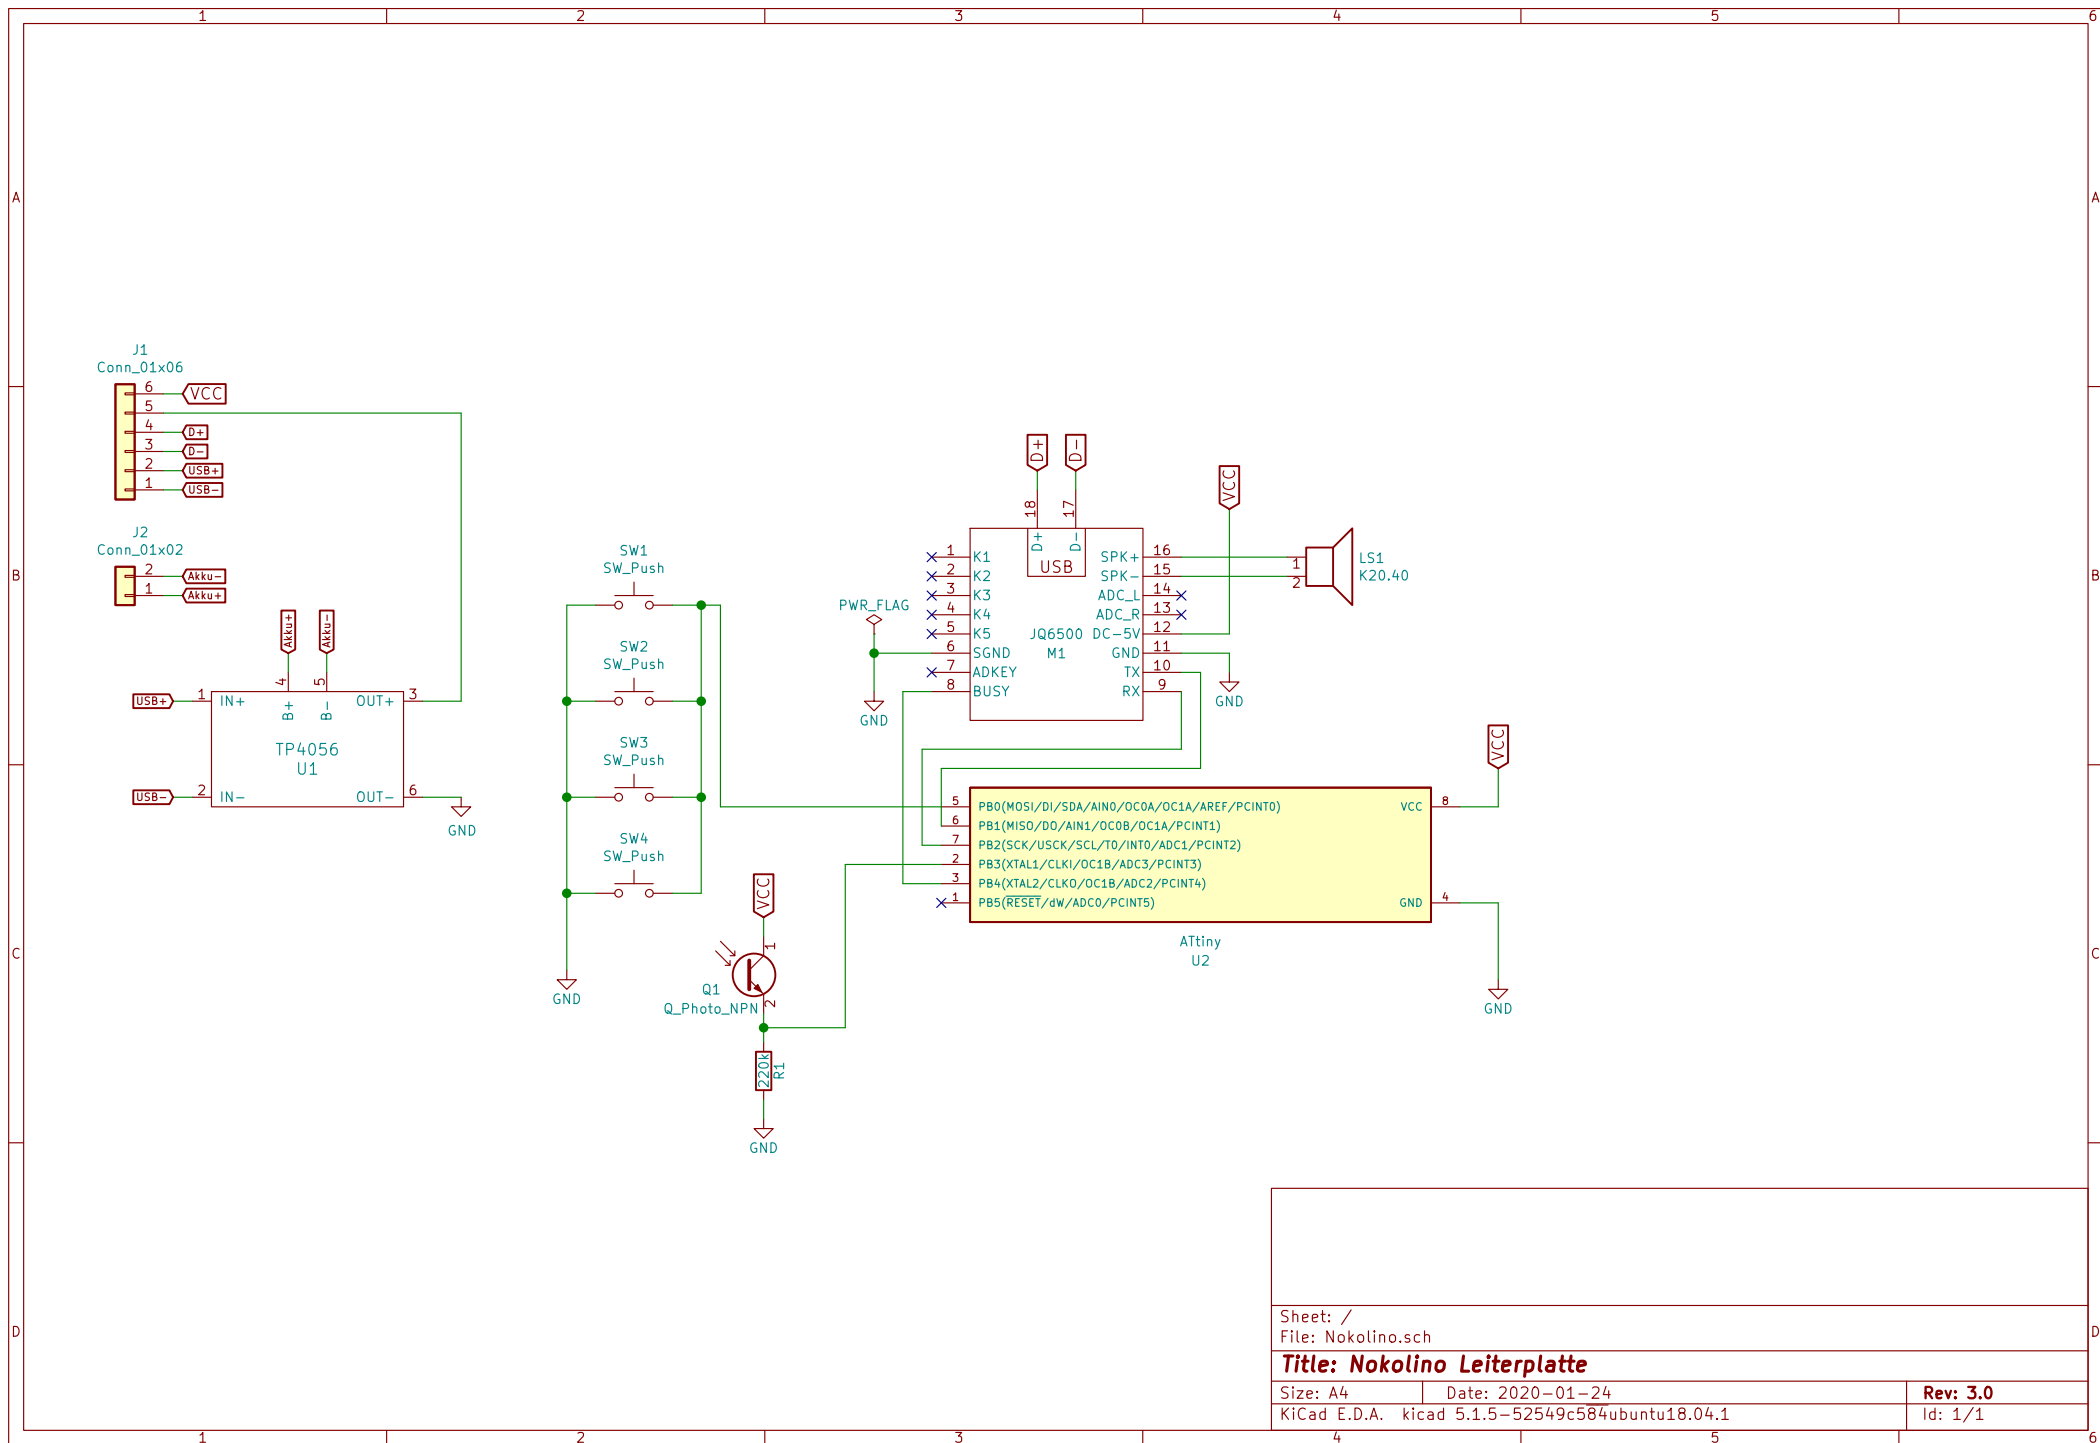 1 2 3 4 5 6
A A
B B
C C
D D
J1
Conn_01x06
6 VCC
5
4 D+
3 D-
2 USB+
1 USB-
J2
Conn_01x02
2 Akku-
1 Akku+
Akku+ Akku-
4 5
USB+ 1 IN+ B+ B- OUT+ 3
TP4056
U1
USB- 2 IN- OUT- 6
GND
SW1
SW_Push
SW2
SW_Push
SW3
SW_Push
SW4
SW_Push
GND
VCC
1
Q1
Q_Photo_NPN
2
220k
R1
GND
PWR_FLAG
GND
D+ D-
18 17
D+ D-
USB
1 K1
2 K2
3 K3
4 K4
5 K5
6 SGND
7 ADKEY
8 BUSY
JQ6500
M1
SPK+ 16
SPK- 15
ADC_L 14
ADC_R 13
DC-5V 12
GND 11
TX 10
RX 9
VCC
GND
1
2
LS1
K20.40
5 PB0(MOSI/DI/SDA/AIN0/OC0A/OC1A/AREF/PCINT0)
6 PB1(MISO/DO/AIN1/OC0B/OC1A/PCINT1)
7 PB2(SCK/USCK/SCL/T0/INT0/ADC1/PCINT2)
2 PB3(XTAL1/CLKI/OC1B/ADC3/PCINT3)
3 PB4(XTAL2/CLKO/OC1B/ADC2/PCINT4)
1 PB5(RESET/dW/ADC0/PCINT5)
VCC 8
GND 4
ATtiny
U2
VCC
GND
Sheet: /
File: Nokolino.sch
Title: Nokolino Leiterplatte
Size: A4 Date: 2020-01-24 Rev: 3.0
KiCad E.D.A. kicad 5.1.5-52549c584ubuntu18.04.1 Id: 1/1
1 2 3 4 5 6